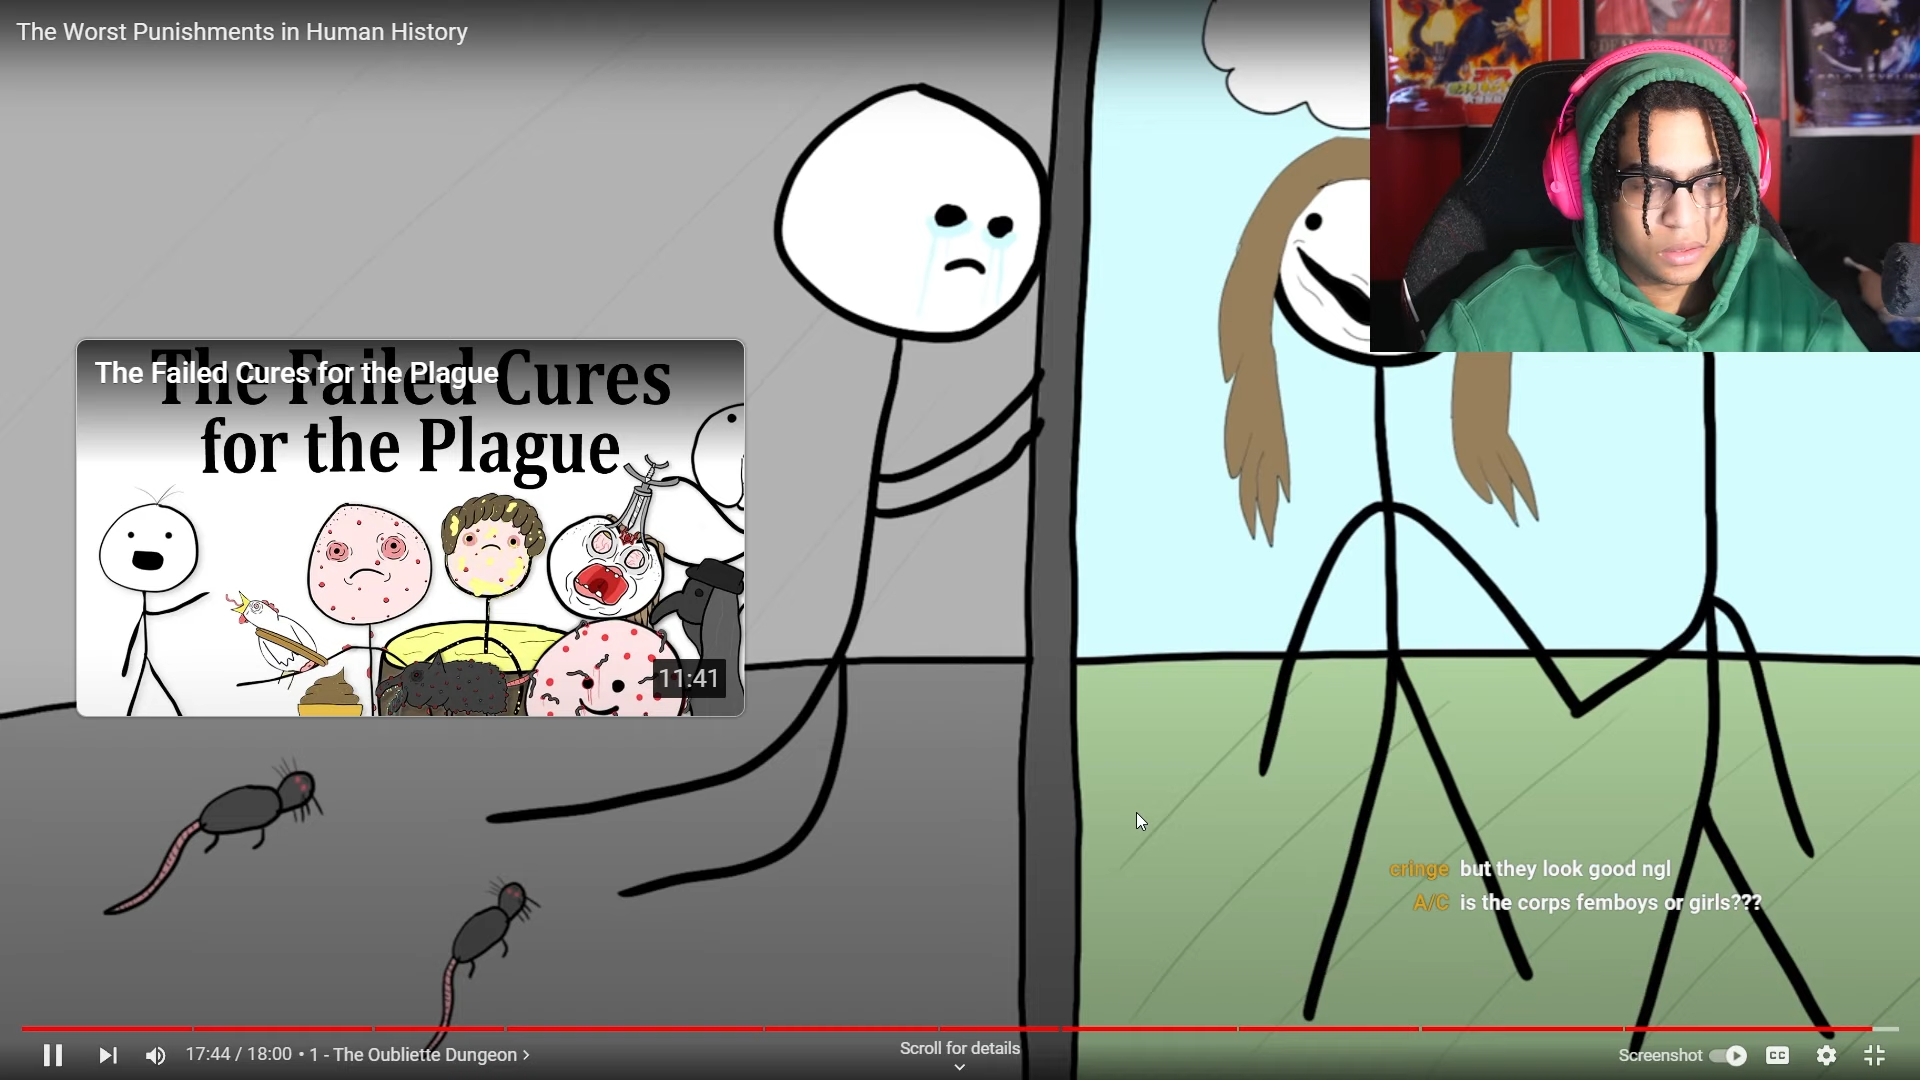 The Worst Punishments in Human History
The Failed Cures for the Plague
The Failed Cures
for the Plague
11:41
cringe but they look good ngl
A/C is the corps femboys or girls???
17:44 / 18:00 • 1 - The Oubliette Dungeon ›
Scroll for details
Screenshot
CC